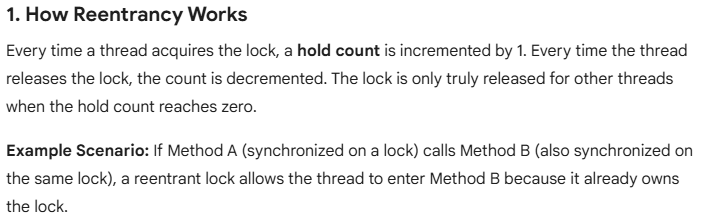 1. How Reentrancy Works
Every time a thread acquires the lock, a hold count is incremented by 1. Every time the thread
releases the lock, the count is decremented. The lock is only truly released for other threads
when the hold count reaches zero.
Example Scenario: If Method A (synchronized on a lock) calls Method B (also synchronized on
the same lock), a reentrant lock allows the thread to enter Method B because it already owns
the lock.